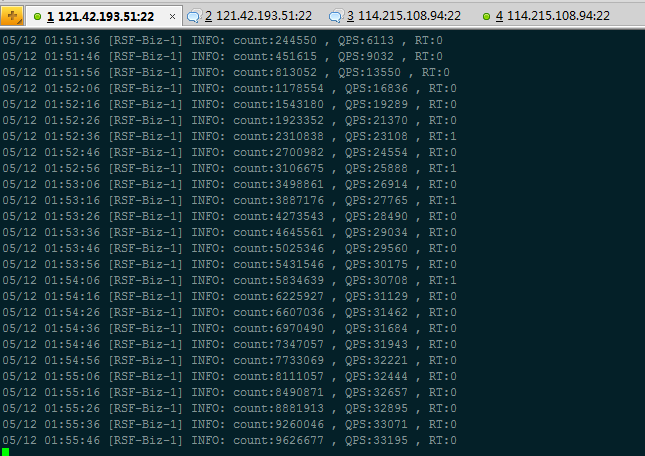 1 121.42.193.51:22 × 2 121.42.193.51:22 3 114.215.108.94:22 4 114.215.108.94:22
05/12 01:51:36 [RSF-Biz-1] INFO: count:244550 , QPS:6113 , RT:0
05/12 01:51:46 [RSF-Biz-1] INFO: count:451615 , QPS:9032 , RT:0
05/12 01:51:56 [RSF-Biz-1] INFO: count:813052 , QPS:13550 , RT:0
05/12 01:52:06 [RSF-Biz-1] INFO: count:1178554 , QPS:16836 , RT:0
05/12 01:52:16 [RSF-Biz-1] INFO: count:1543180 , QPS:19289 , RT:0
05/12 01:52:26 [RSF-Biz-1] INFO: count:1923352 , QPS:21370 , RT:0
05/12 01:52:36 [RSF-Biz-1] INFO: count:2310838 , QPS:23108 , RT:1
05/12 01:52:46 [RSF-Biz-1] INFO: count:2700982 , QPS:24554 , RT:0
05/12 01:52:56 [RSF-Biz-1] INFO: count:3106675 , QPS:25888 , RT:1
05/12 01:53:06 [RSF-Biz-1] INFO: count:3498861 , QPS:26914 , RT:0
05/12 01:53:16 [RSF-Biz-1] INFO: count:3887176 , QPS:27765 , RT:1
05/12 01:53:26 [RSF-Biz-1] INFO: count:4273543 , QPS:28490 , RT:0
05/12 01:53:36 [RSF-Biz-1] INFO: count:4645561 , QPS:29034 , RT:0
05/12 01:53:46 [RSF-Biz-1] INFO: count:5025346 , QPS:29560 , RT:0
05/12 01:53:56 [RSF-Biz-1] INFO: count:5431546 , QPS:30175 , RT:0
05/12 01:54:06 [RSF-Biz-1] INFO: count:5834639 , QPS:30708 , RT:1
05/12 01:54:16 [RSF-Biz-1] INFO: count:6225927 , QPS:31129 , RT:0
05/12 01:54:26 [RSF-Biz-1] INFO: count:6607036 , QPS:31462 , RT:0
05/12 01:54:36 [RSF-Biz-1] INFO: count:6970490 , QPS:31684 , RT:0
05/12 01:54:46 [RSF-Biz-1] INFO: count:7347057 , QPS:31943 , RT:0
05/12 01:54:56 [RSF-Biz-1] INFO: count:7733069 , QPS:32221 , RT:0
05/12 01:55:06 [RSF-Biz-1] INFO: count:8111057 , QPS:32444 , RT:0
05/12 01:55:16 [RSF-Biz-1] INFO: count:8490871 , QPS:32657 , RT:0
05/12 01:55:26 [RSF-Biz-1] INFO: count:8881913 , QPS:32895 , RT:0
05/12 01:55:36 [RSF-Biz-1] INFO: count:9260046 , QPS:33071 , RT:0
05/12 01:55:46 [RSF-Biz-1] INFO: count:9626677 , QPS:33195 , RT:0